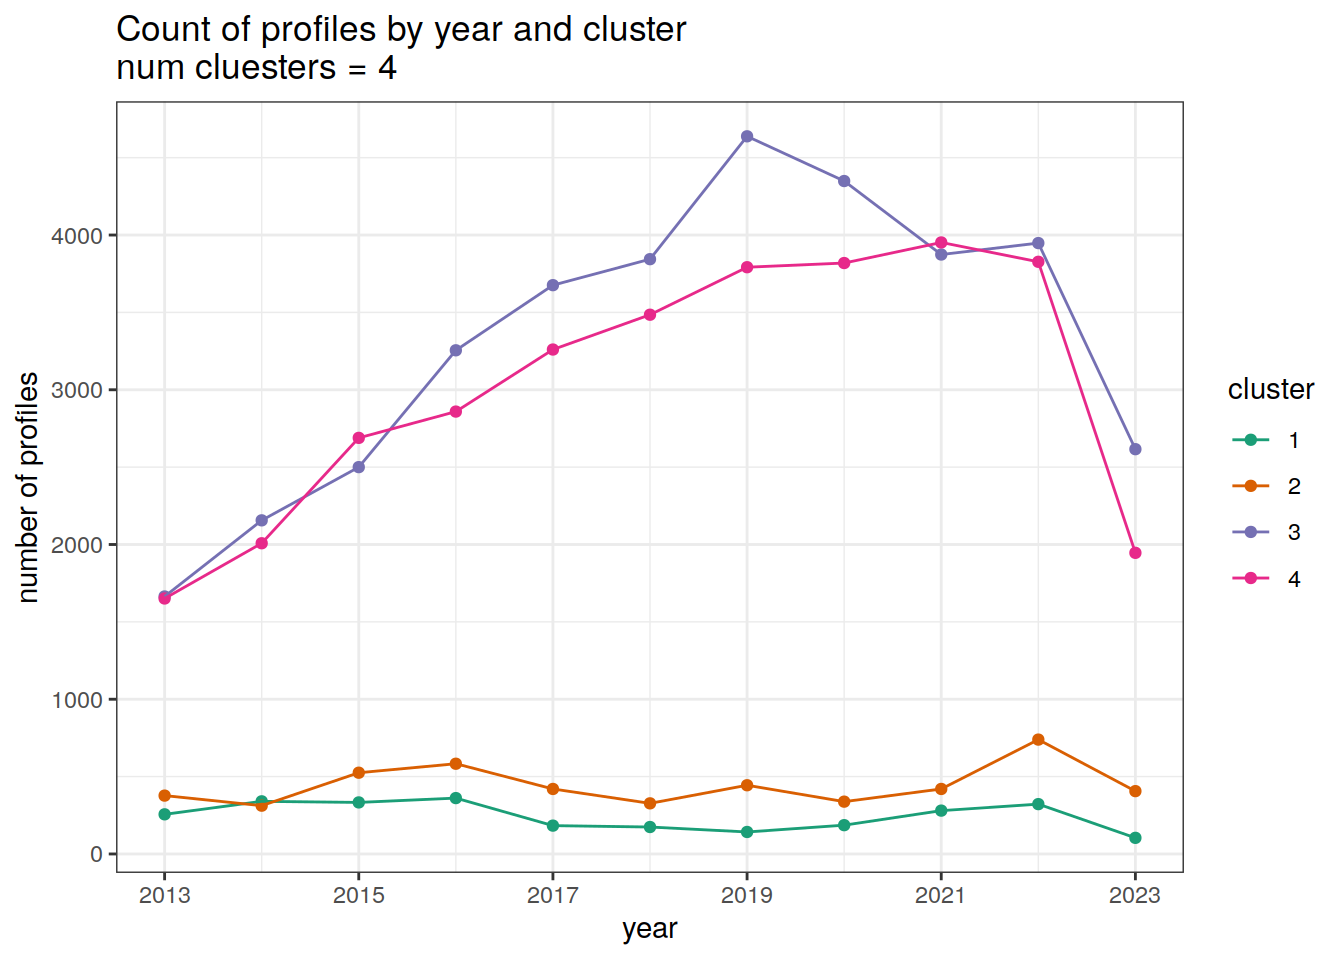 Count of profiles by year and cluster
num cluesters = 4
number of profiles
4000
3000
2000
1000
0
2013 2015 2017 2019 2021 2023
year
cluster
1
2
3
4